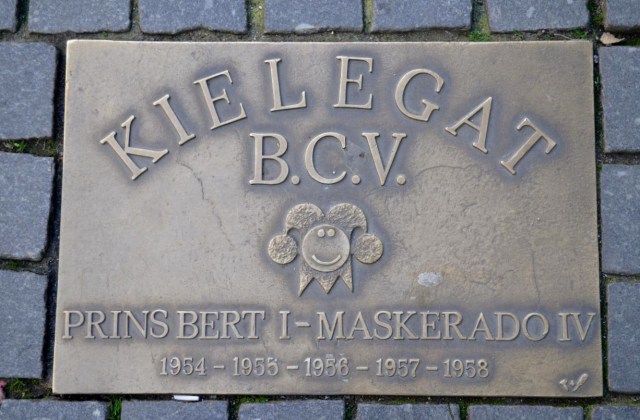 KIELEGAT
B.C.V.
PRINS BERT I - MASKERADO IV
1954 - 1955 - 1956 - 1957 - 1958